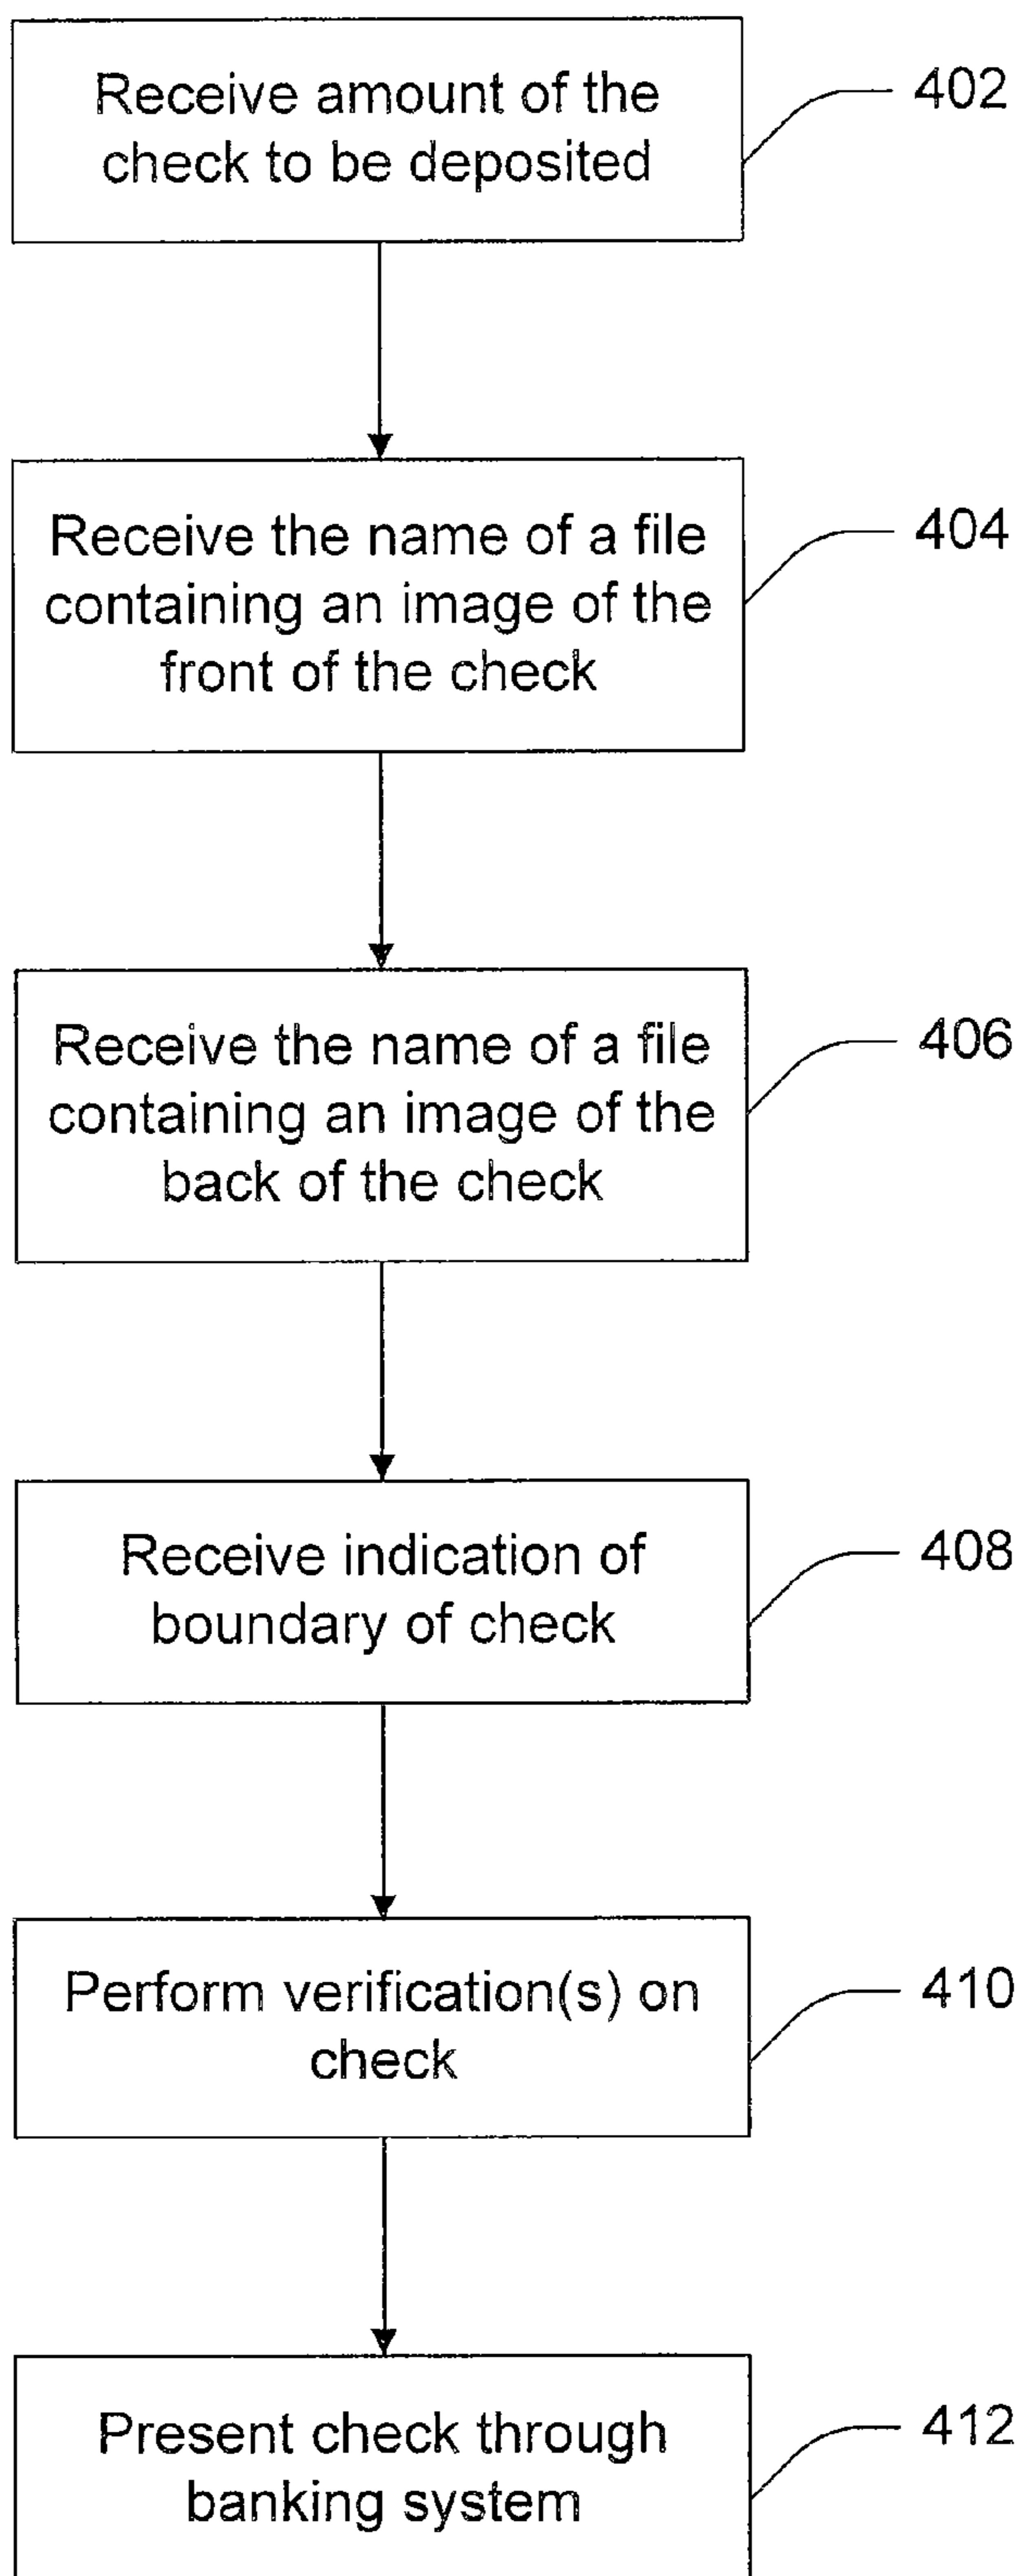 Receive amount of the
check to be deposited
402
Receive the name of a file
containing an image of the
front of the check
404
Receive the name of a file
containing an image of the
back of the check
406
Receive indication of
boundary of check
408
Perform verification(s) on
check
410
Present check through
banking system
412